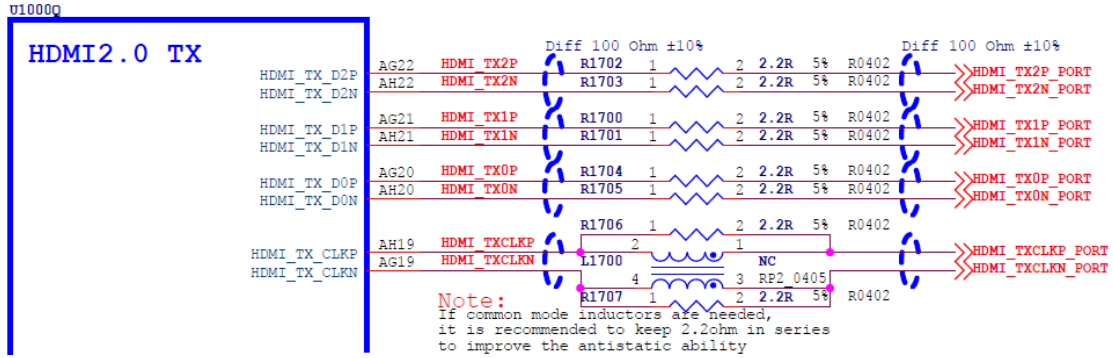 U1000Q
HDMI2.0 TX
Diff 100 Ohm ±10%
Diff 100 Ohm ±10%
HDMI_TX_D2P AG22 HDMI_TX2P R1702 1 2 2.2R 5% R0402 HDMI_TX2P_PORT
HDMI_TX_D2N AH22 HDMI_TX2N R1703 1 2 2.2R 5% R0402 HDMI_TX2N_PORT
HDMI_TX_D1P AG21 HDMI_TX1P R1700 1 2 2.2R 5% R0402 HDMI_TX1P_PORT
HDMI_TX_D1N AH21 HDMI_TX1N R1701 1 2 2.2R 5% R0402 HDMI_TX1N_PORT
HDMI_TX_D0P AG20 HDMI_TX0P R1704 1 2 2.2R 5% R0402 HDMI_TX0P_PORT
HDMI_TX_D0N AH20 HDMI_TX0N R1705 1 2 2.2R 5% R0402 HDMI_TX0N_PORT
R1706 1 2 2.2R 5% R0402
HDMI_TX_CLKP AH19 HDMI_TXCLKP 2 1 HDMI_TXCLKP_PORT
HDMI_TX_CLKN AG19 HDMI_TXCLKN L1700 NC HDMI_TXCLKN_PORT
4 3 RP2_0405
R1707 1 2 2.2R 5% R0402
Note:
If common mode inductors are needed,
it is recommended to keep 2.2ohm in series
to improve the antistatic ability